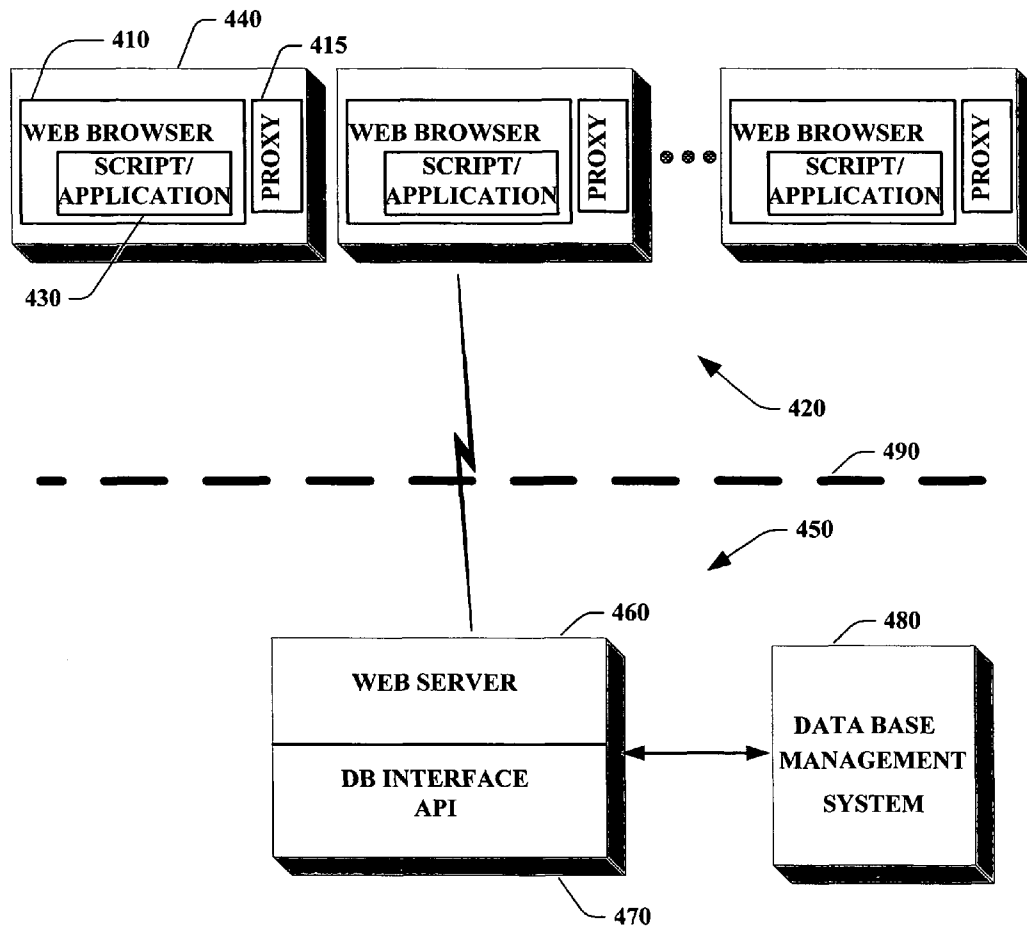 410
440
415
WEB BROWSER
SCRIPT/
APPLICATION
PROXY
WEB BROWSER
SCRIPT/
APPLICATION
PROXY
WEB BROWSER
SCRIPT/
APPLICATION
PROXY
430
420
490
450
460
480
WEB SERVER
DB INTERFACE
API
DATA BASE
MANAGEMENT
SYSTEM
470